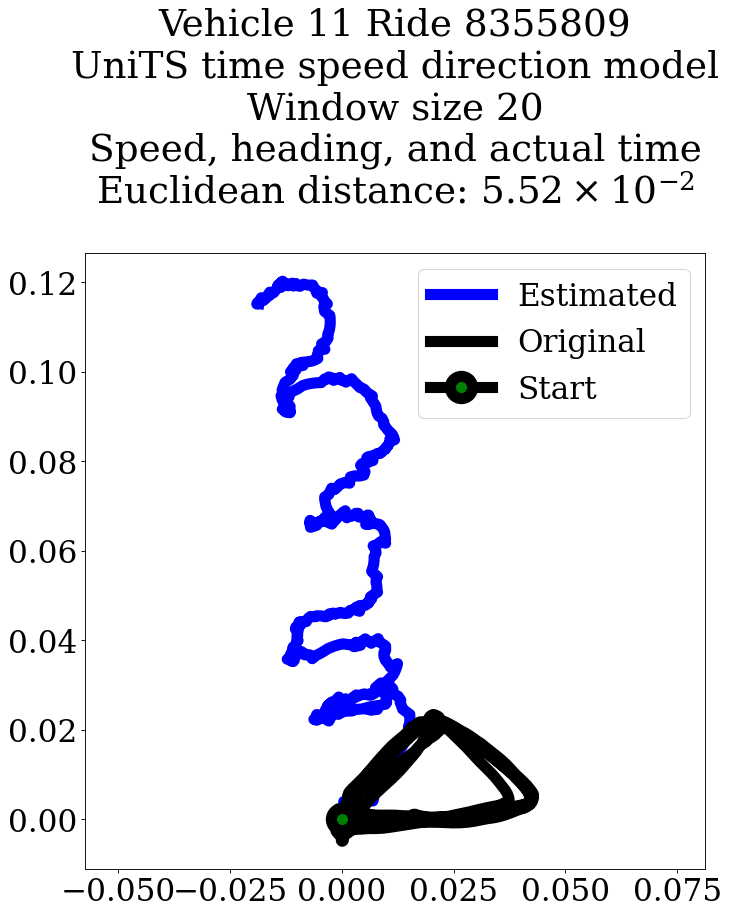 Vehicle 11 Ride 8355809
UniTS time speed direction model
Window size 20
Speed, heading, and actual time
Euclidean distance: 5.52 × 10⁻²
Estimated
Original
Start
0.12
0.10
0.08
0.06
0.04
0.02
0.00
−0.050 −0.025 0.000 0.025 0.050 0.075